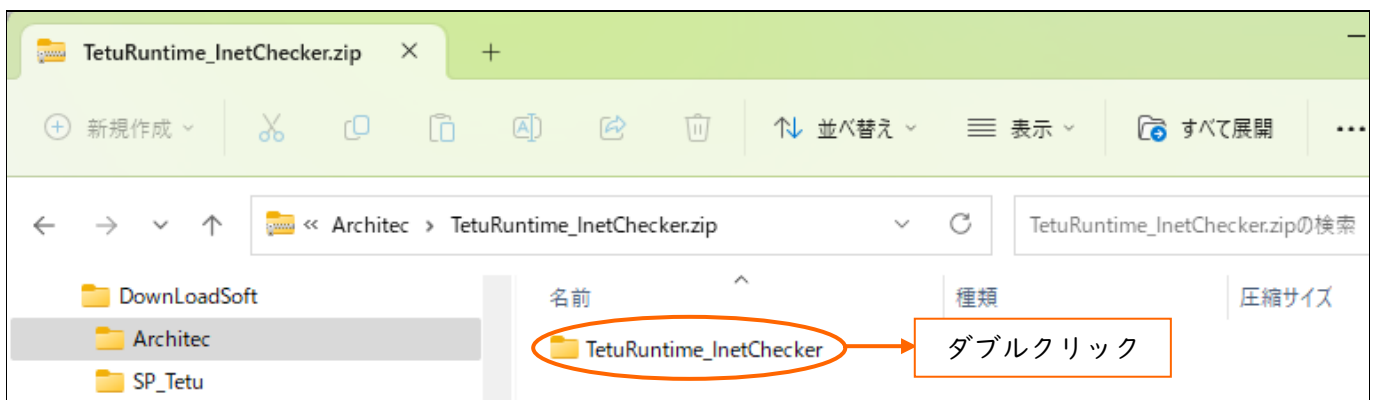 TetuRuntime_InetChecker.zip
新規作成
並べ替え
表示
すべて展開
« Architec › TetuRuntime_InetChecker.zip
TetuRuntime_InetChecker.zipの検索
DownLoadSoft
名前
種類
圧縮サイズ
Architec
TetuRuntime_InetChecker
ダブルクリック
SP_Tetu